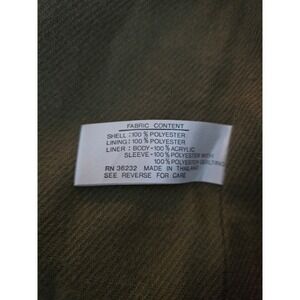 FABRIC CONTENT
SHELL: 100% POLYESTER
LINING: 100% POLYESTER
LINER: BODY-100% ACRYLIC
SLEEVE-100% POLYESTER WITH
100% POLYESTER
RN 36232 MADE IN THAILAND
SEE REVERSE FOR CARE